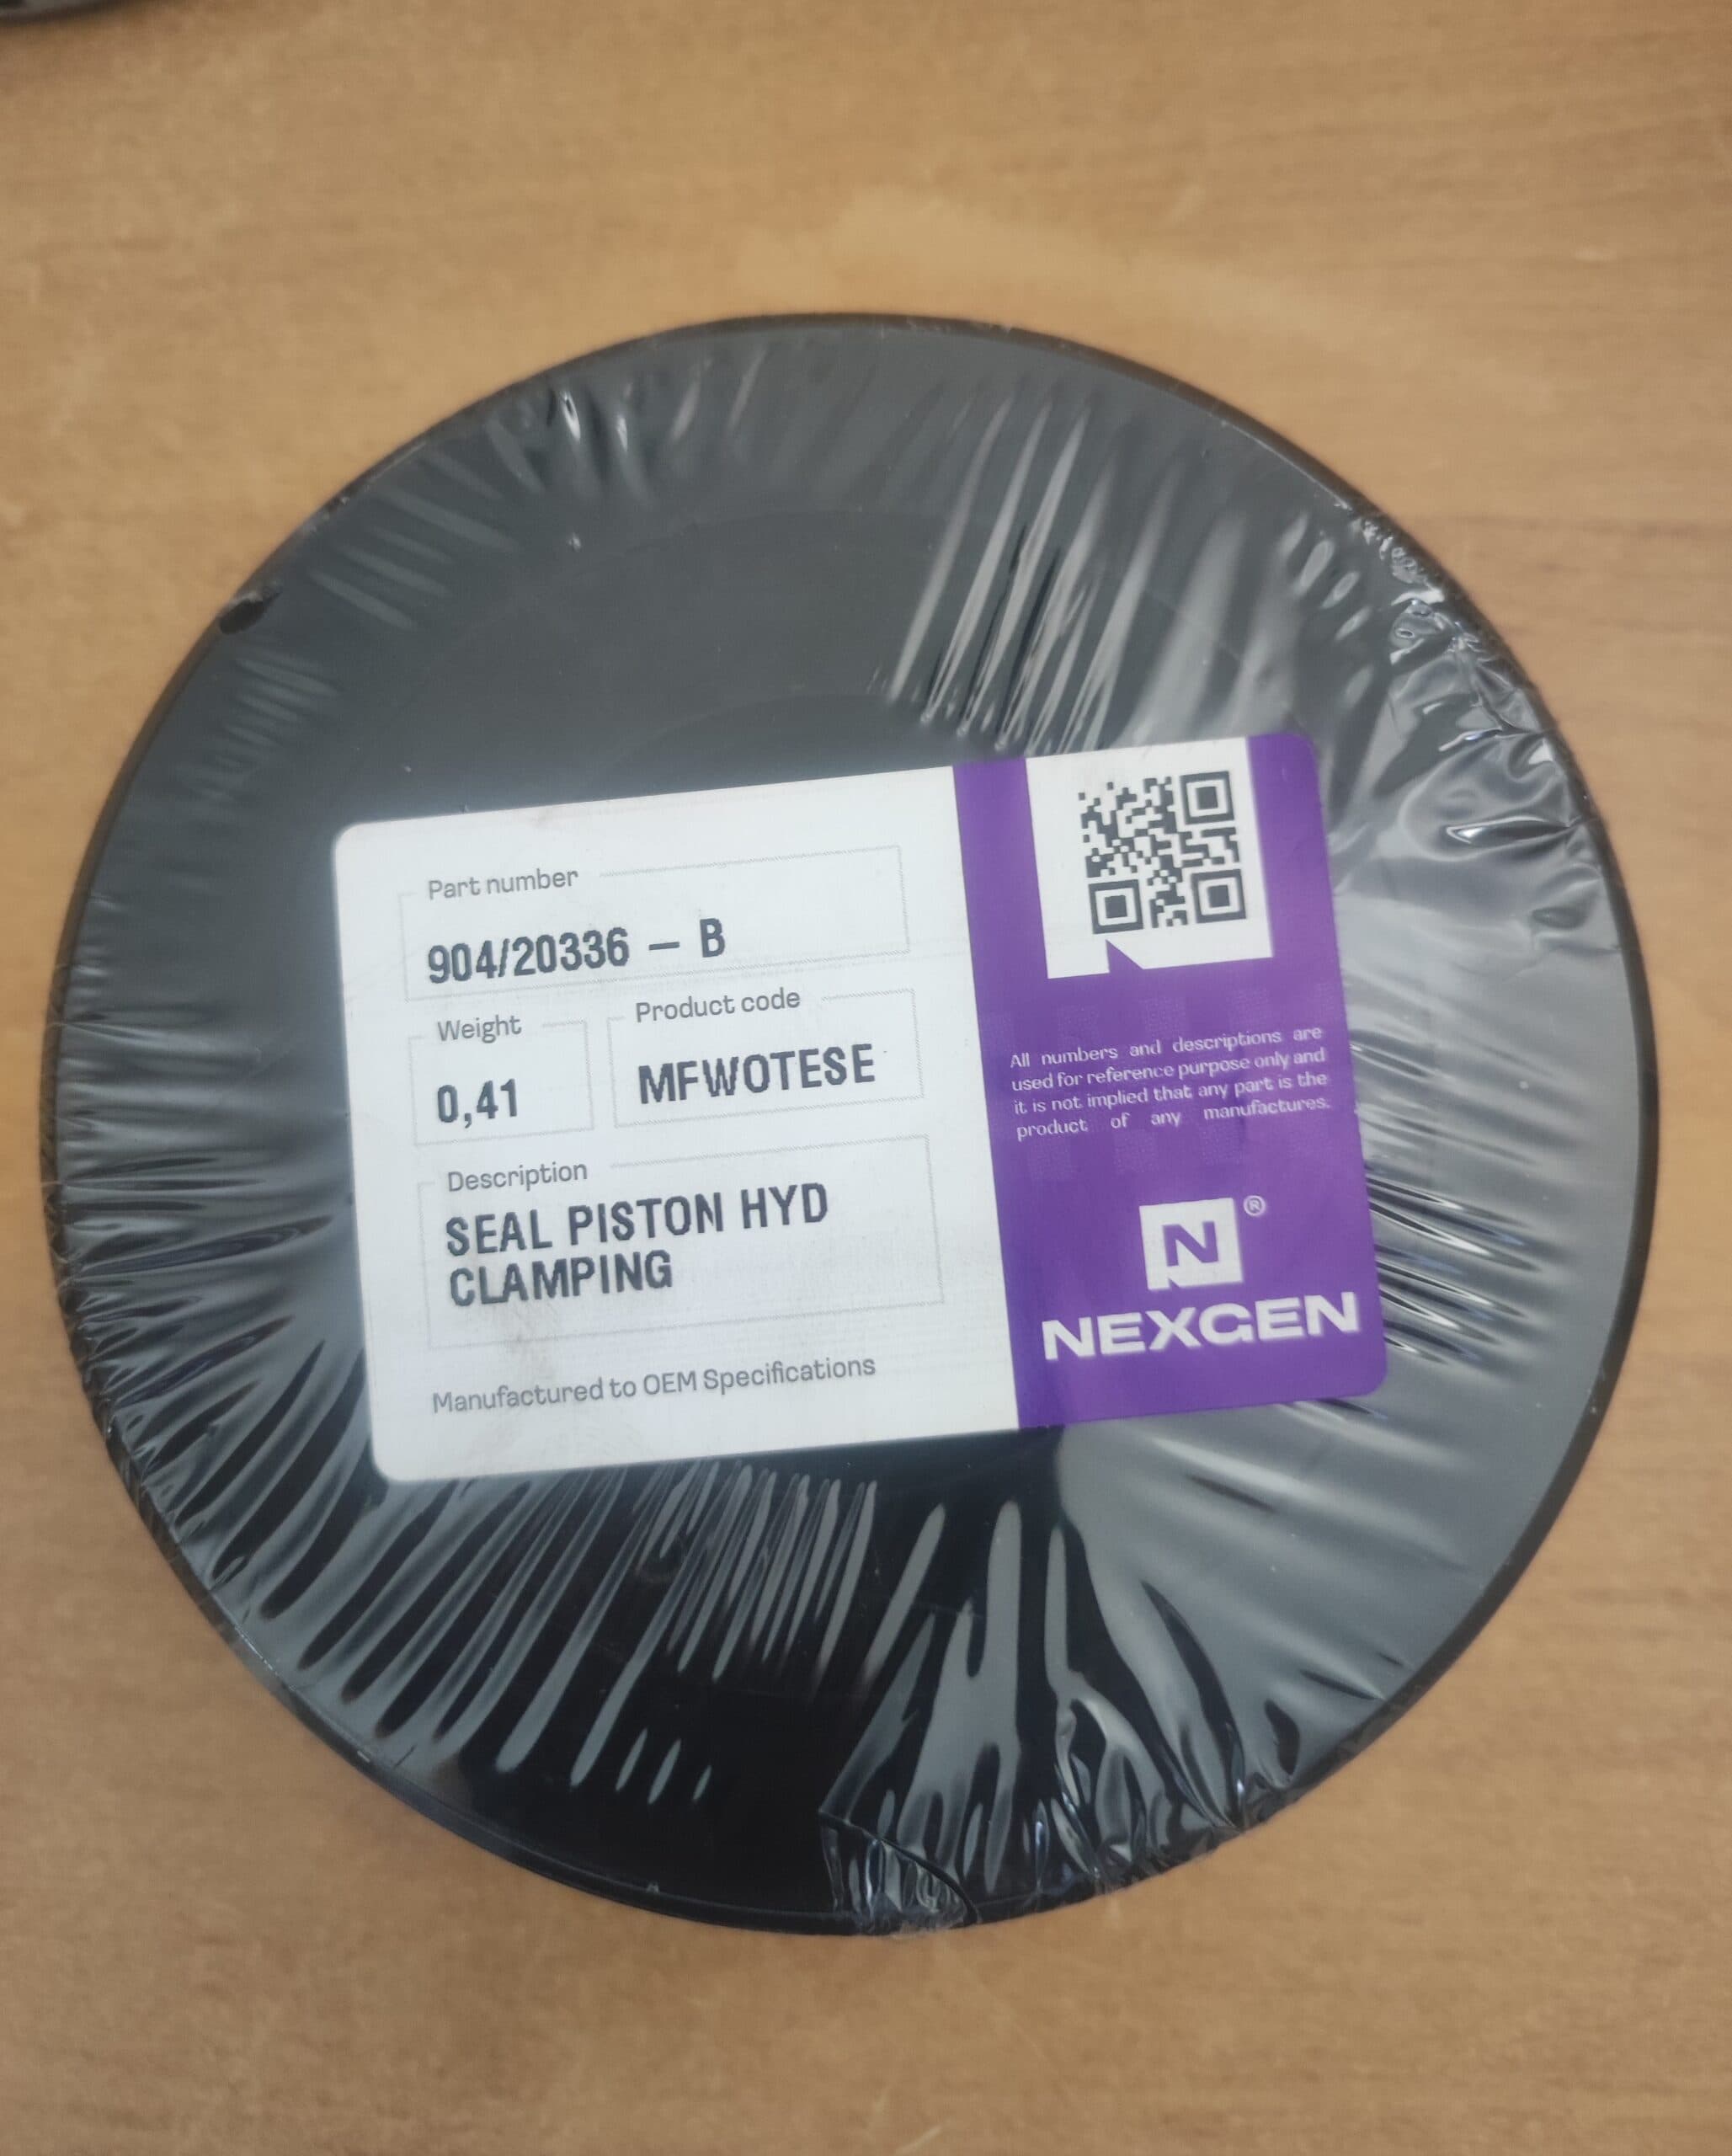 Part number
904/20336 – B
Weight
0,41
Product code
MFWOTESE
Description
SEAL PISTON HYD
CLAMPING
Manufactured to OEM Specifications
All numbers and descriptions are
used for reference purpose only and
it is not implied that any part is the
product of any manufactures.
N ®
NEXGEN